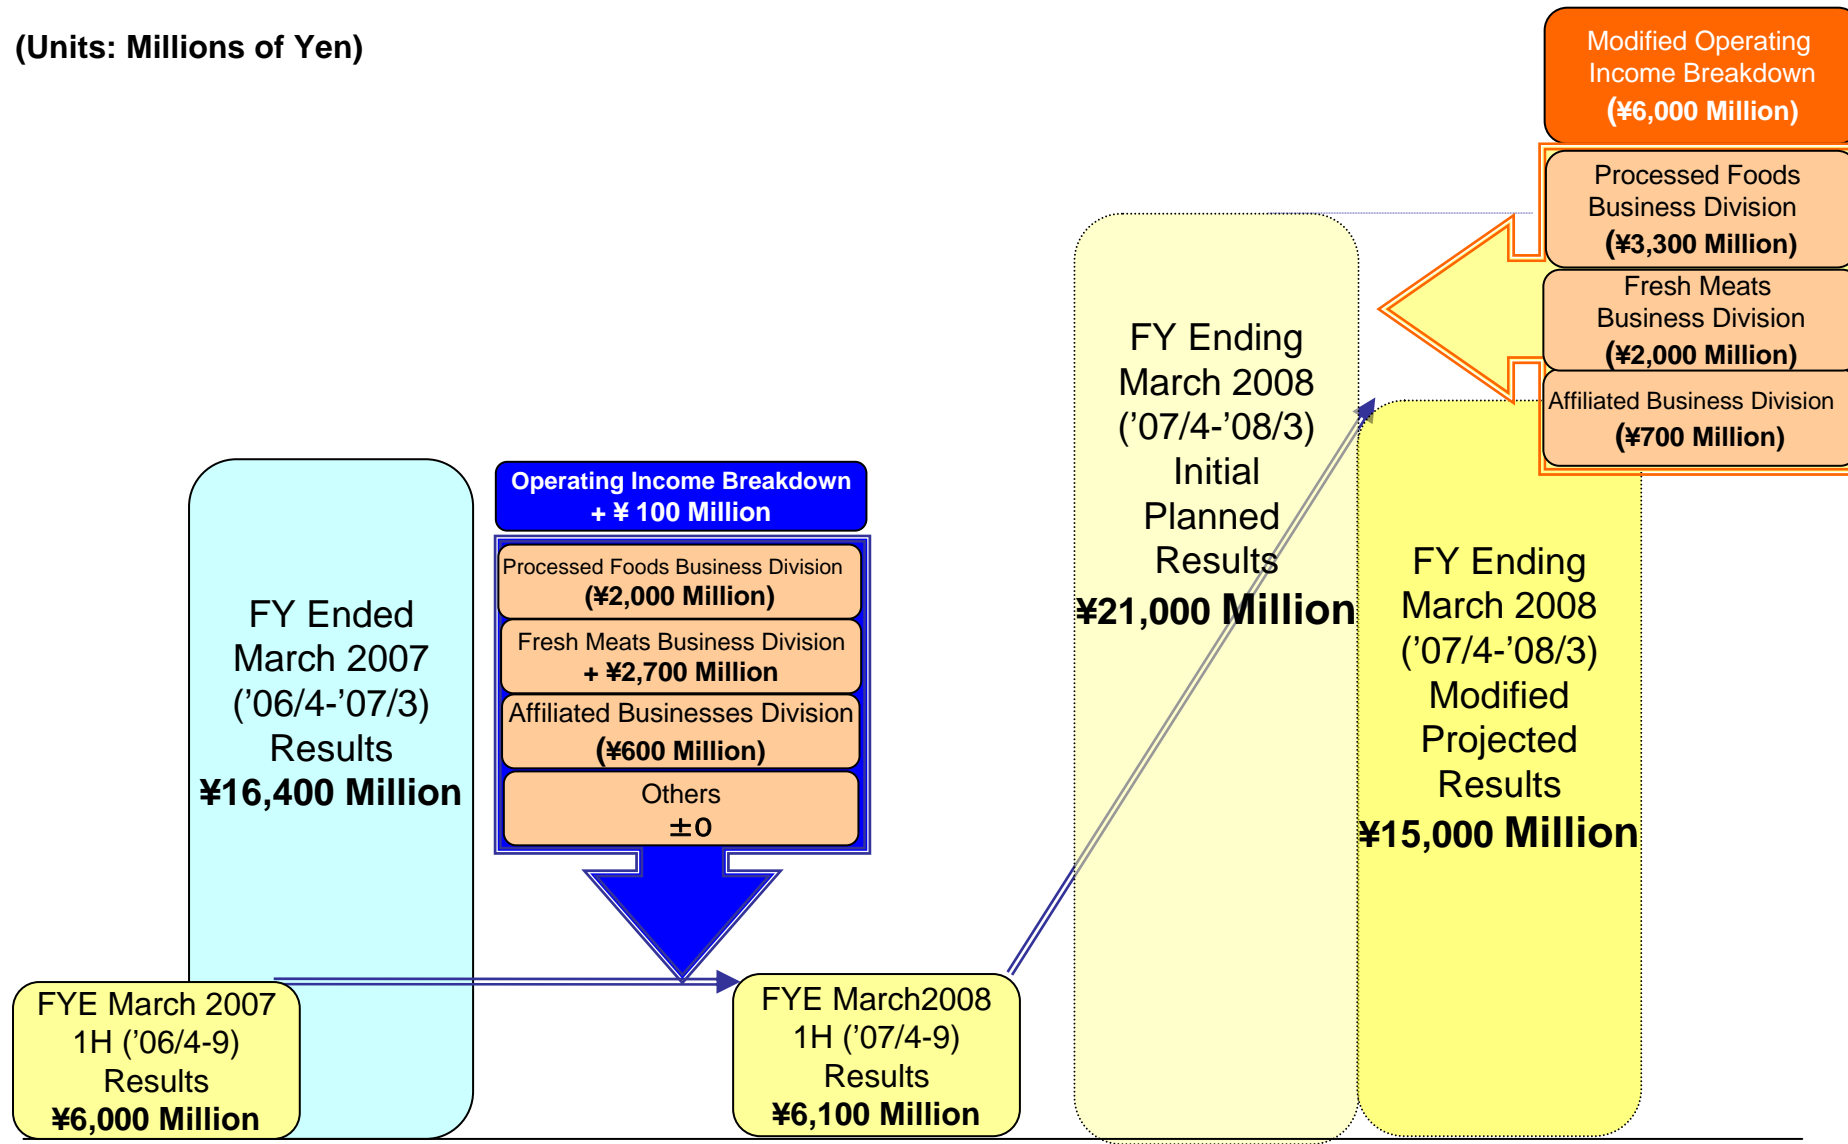 (Units: Millions of Yen)
Modified Operating
Income Breakdown
(¥6,000 Million)
Processed Foods
Business Division
(¥3,300 Million)
Fresh Meats
Business Division
(¥2,000 Million)
Affiliated Business Division
(¥700 Million)
FY Ended
March 2007
(’06/4-’07/3)
Results
¥16,400 Million
Operating Income Breakdown
+ ¥ 100 Million
Processed Foods Business Division
(¥2,000 Million)
Fresh Meats Business Division
+ ¥2,700 Million
Affiliated Businesses Division
(¥600 Million)
Others
±0
FY Ending
March 2008
(’07/4-’08/3)
Initial
Planned
Results
¥21,000 Million
FY Ending
March 2008
(’07/4-’08/3)
Modified
Projected
Results
¥15,000 Million
FYE March 2007
1H (’06/4-9)
Results
¥6,000 Million
FYE March2008
1H (’07/4-9)
Results
¥6,100 Million